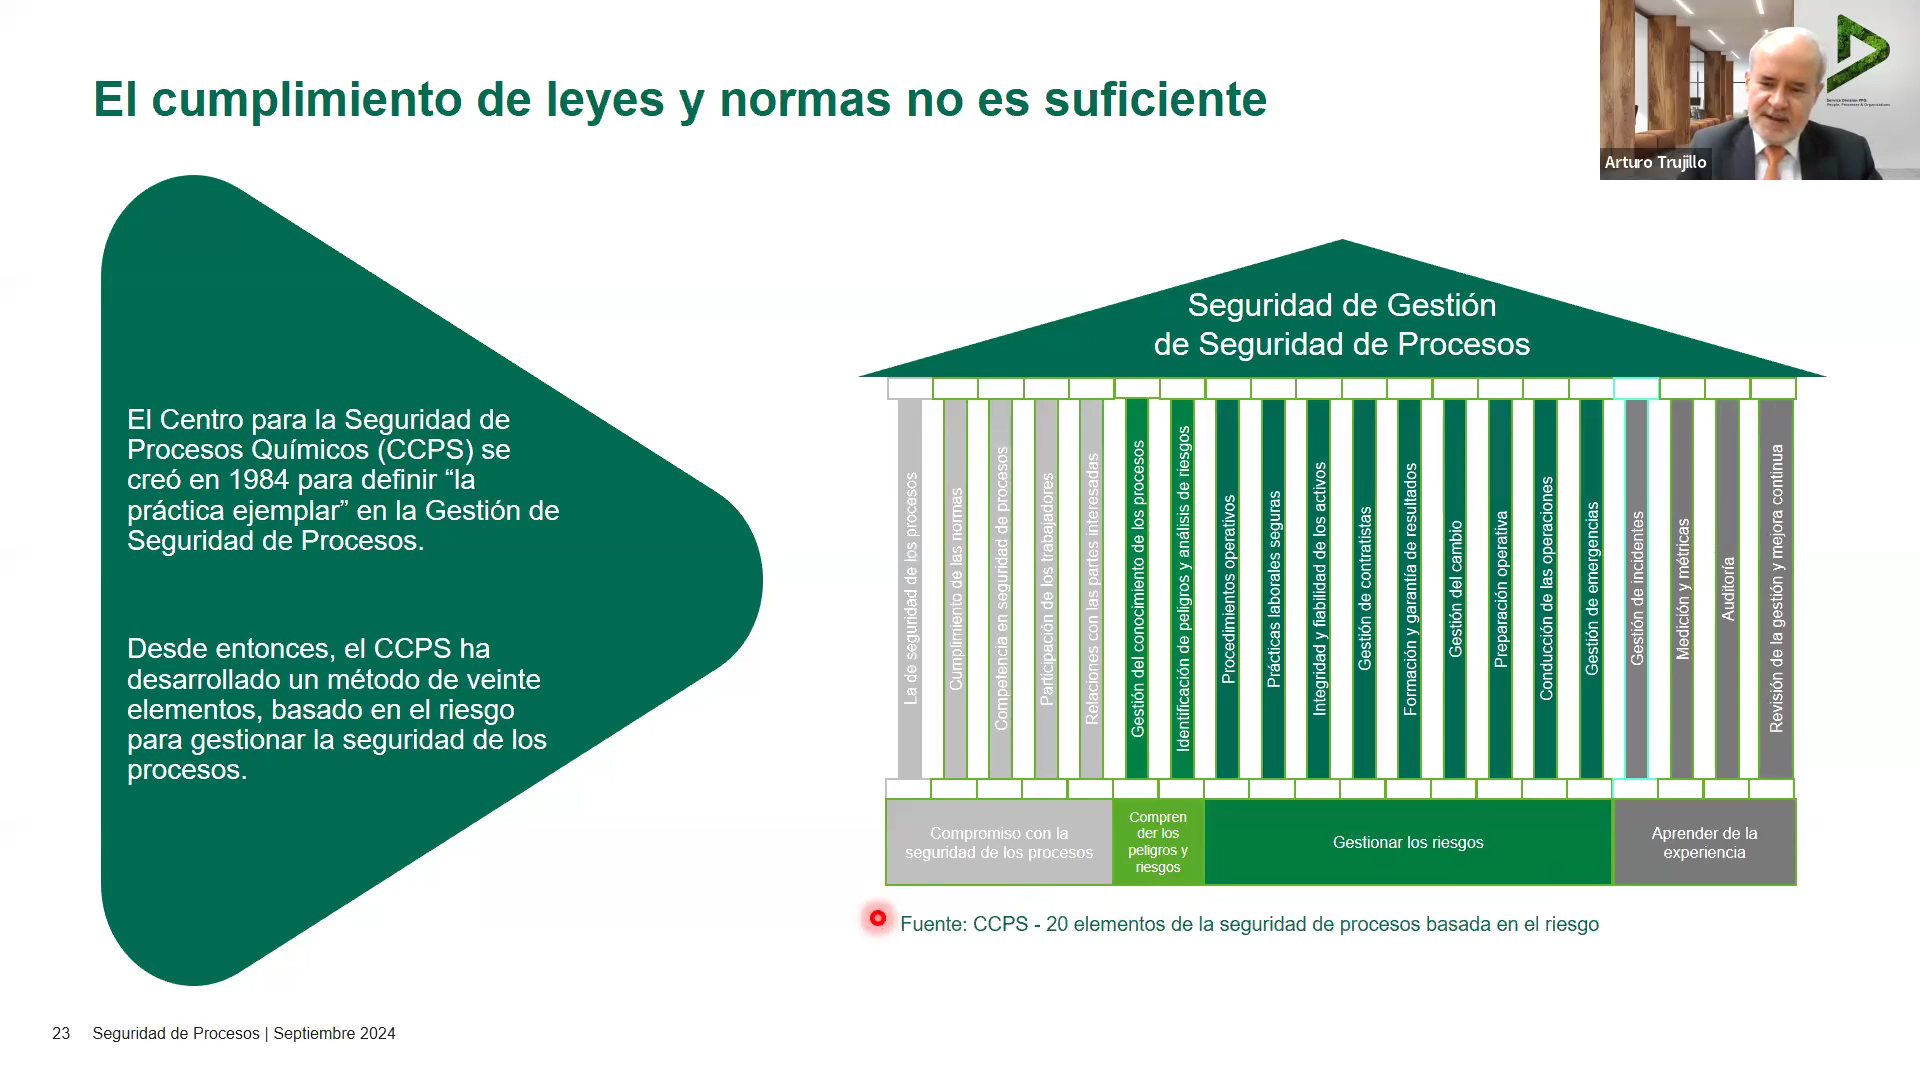 El cumplimiento de leyes y normas no es suficiente
Arturo Trujillo
El Centro para la Seguridad de
Procesos Químicos (CCPS) se
creó en 1984 para definir “la
práctica ejemplar” en la Gestión de
Seguridad de Procesos.
Desde entonces, el CCPS ha
desarrollado un método de veinte
elementos, basado en el riesgo
para gestionar la seguridad de los
procesos.
Seguridad de Gestión
de Seguridad de Procesos
La de seguridad de los procesos
Cumplimiento de las normas
Competencia en seguridad de procesos
Participación de los trabajadores
Relaciones con las partes interesadas
Gestión del conocimiento de los procesos
Identificación de peligros y análisis de riesgos
Procedimientos operativos
Prácticas laborales seguras
Integridad y fiabilidad de los activos
Gestión de contratistas
Formación y garantía de resultados
Gestión del cambio
Preparación operativa
Conducción de las operaciones
Gestión de emergencias
Gestión de incidentes
Medición y métricas
Auditoría
Revisión de la gestión y mejora continua
Compromiso con la
seguridad de los procesos
Compren
der los
peligros y
riesgos
Gestionar los riesgos
Aprender de la
experiencia
Fuente: CCPS - 20 elementos de la seguridad de procesos basada en el riesgo
23 Seguridad de Procesos | Septiembre 2024